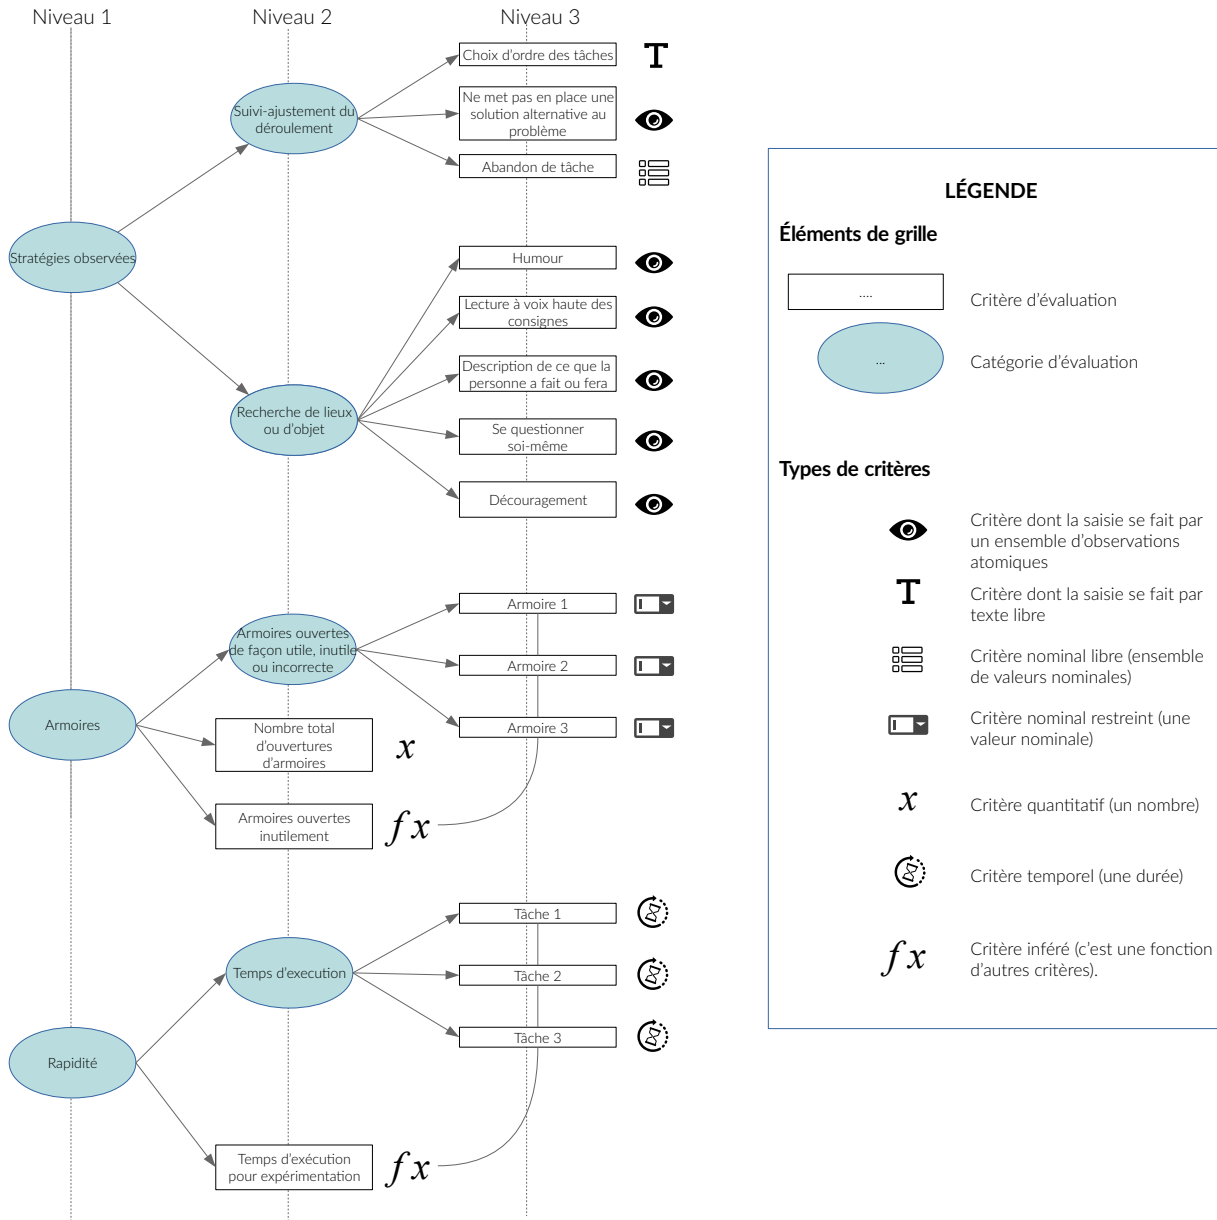 Niveau 1
Niveau 2
Niveau 3
Choix d'ordre des tâches
T
Suivi-ajustement du
déroulement
Ne met pas en place une
solution alternative au
problème
Abandon de tâche
Stratégies observées
Humour
Lecture à voix haute des
consignes
Description de ce que la
personne a fait ou fera
Recherche de lieux
ou d'objet
Se questionner
soi-même
Découragement
Armoires ouvertes
de façon utile, inutile
ou incorrecte
Armoire 1
Armoire 2
Armoire 3
Armoires
Nombre total
d'ouvertures
d'armoires
x
Armoires ouvertes
inutilement
fx
Tâche 1
Temps d'execution
Tâche 2
Tâche 3
Rapidité
Temps d'exécution
pour expérimentation
fx
LÉGENDE
Éléments de grille
....
Critère d'évaluation
...
Catégorie d'évaluation
Types de critères
Critère dont la saisie se fait par
un ensemble d'observations
atomiques
T
Critère dont la saisie se fait par
texte libre
Critère nominal libre (ensemble
de valeurs nominales)
Critère nominal restreint (une
valeur nominale)
x
Critère quantitatif (un nombre)
Critère temporel (une durée)
fx
Critère inféré (c'est une fonction
d'autres critères).